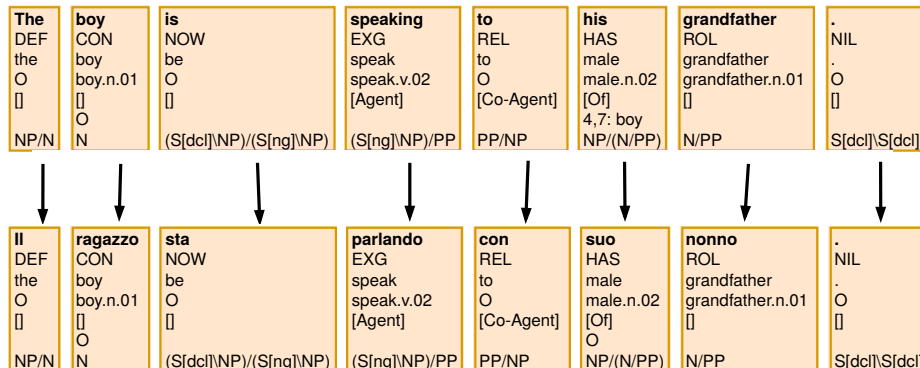 The boy is speaking to his grandfather .
DEF CON NOW EXG REL HAS ROL NIL
the boy be speak to male grandfather .
O boy.n.01 O speak.v.02 O male.n.02 grandfather.n.01 O
[] [] [] [Agent] [Co-Agent] [Of] [] []
O 4,7: boy
NP/N N (S[dcl]\NP)/(S[ng]\NP) (S[ng]\NP)/PP PP/NP NP/(N/PP) N/PP S[dcl]\S[dcl]
Il ragazzo sta parlando con suo nonno .
DEF CON NOW EXG REL HAS ROL NIL
the boy be speak to male grandfather .
O boy.n.01 O speak.v.02 O male.n.02 grandfather.n.01 O
[] [] [] [Agent] [Co-Agent] [Of] [] []
O O
NP/N N (S[dcl]\NP)/(S[ng]\NP) (S[ng]\NP)/PP PP/NP NP/(N/PP) N/PP S[dcl]\S[dcl]